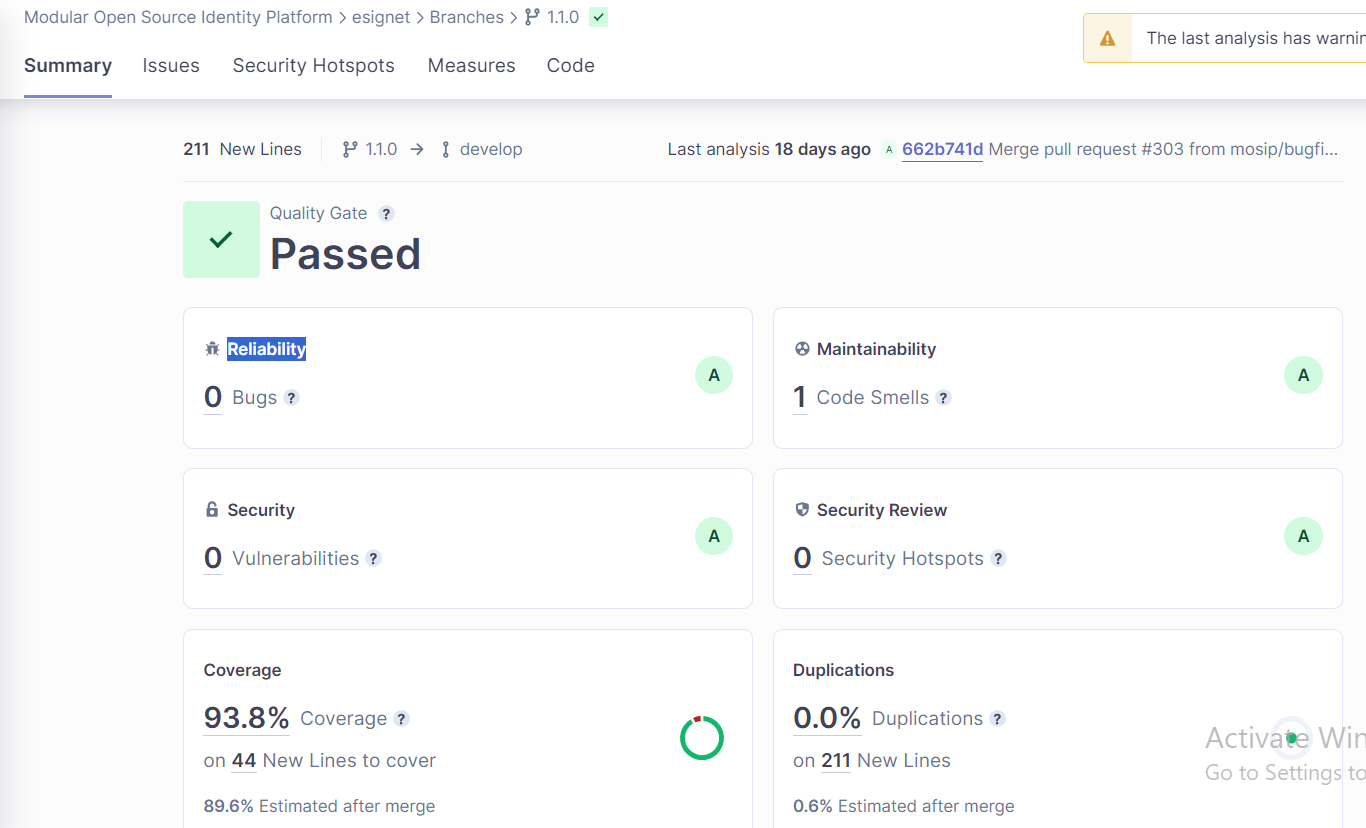 Modular Open Source Identity Platform > esignet > Branches > 1.1.0
The last analysis has warnin
Summary Issues Security Hotspots Measures Code
211 New Lines 1.1.0 → develop Last analysis 18 days ago A 662b741d Merge pull request #303 from mosip/bugfi...
Quality Gate ?
Passed
Reliability
0 Bugs ?
A
Maintainability
1 Code Smells ?
A
Security
0 Vulnerabilities ?
A
Security Review
0 Security Hotspots ?
A
Coverage
93.8% Coverage ?
on 44 New Lines to cover
89.6% Estimated after merge
Duplications
0.0% Duplications ?
on 211 New Lines
0.6% Estimated after merge
Activate Win
Go to Settings to